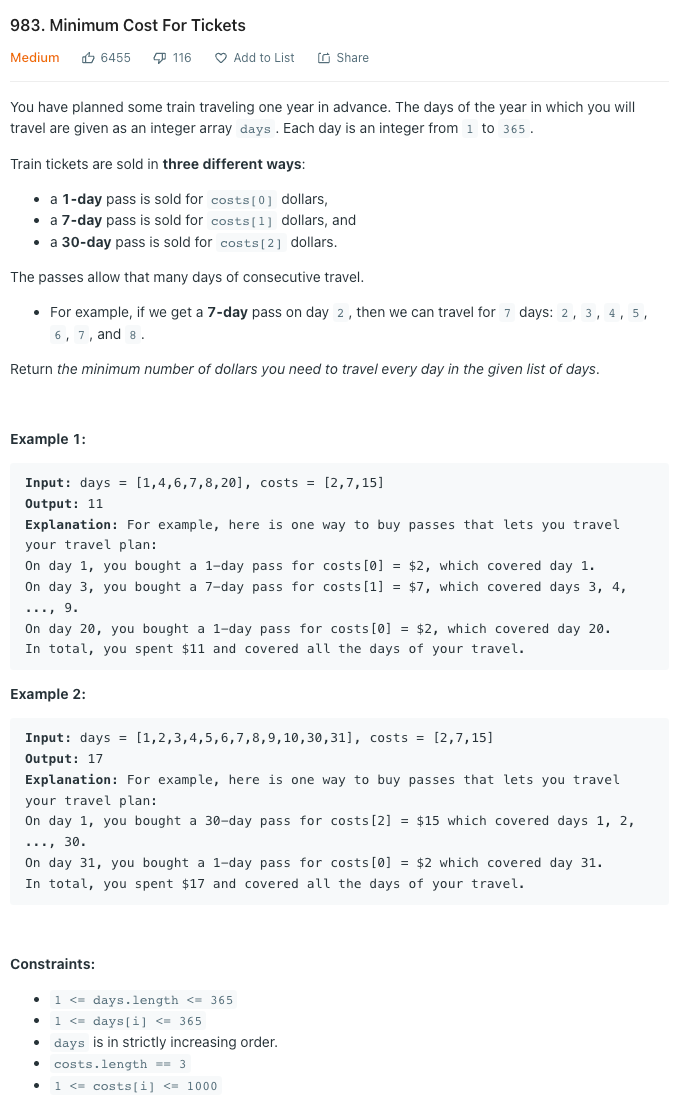 983. Minimum Cost For Tickets
Medium 6455 116 Add to List Share
You have planned some train traveling one year in advance. The days of the year in which you will
travel are given as an integer array days . Each day is an integer from 1 to 365 .
Train tickets are sold in three different ways:
• a 1-day pass is sold for costs[0] dollars,
• a 7-day pass is sold for costs[1] dollars, and
• a 30-day pass is sold for costs[2] dollars.
The passes allow that many days of consecutive travel.
• For example, if we get a 7-day pass on day 2 , then we can travel for 7 days: 2 , 3 , 4 , 5 ,
6 , 7 , and 8 .
Return the minimum number of dollars you need to travel every day in the given list of days.
Example 1:
Input: days = [1,4,6,7,8,20], costs = [2,7,15]
Output: 11
Explanation: For example, here is one way to buy passes that lets you travel
your travel plan:
On day 1, you bought a 1-day pass for costs[0] = $2, which covered day 1.
On day 3, you bought a 7-day pass for costs[1] = $7, which covered days 3, 4,
..., 9.
On day 20, you bought a 1-day pass for costs[0] = $2, which covered day 20.
In total, you spent $11 and covered all the days of your travel.
Example 2:
Input: days = [1,2,3,4,5,6,7,8,9,10,30,31], costs = [2,7,15]
Output: 17
Explanation: For example, here is one way to buy passes that lets you travel
your travel plan:
On day 1, you bought a 30-day pass for costs[2] = $15 which covered days 1, 2,
..., 30.
On day 31, you bought a 1-day pass for costs[0] = $2 which covered day 31.
In total, you spent $17 and covered all the days of your travel.
Constraints:
• 1 <= days.length <= 365
• 1 <= days[i] <= 365
• days is in strictly increasing order.
• costs.length == 3
• 1 <= costs[i] <= 1000